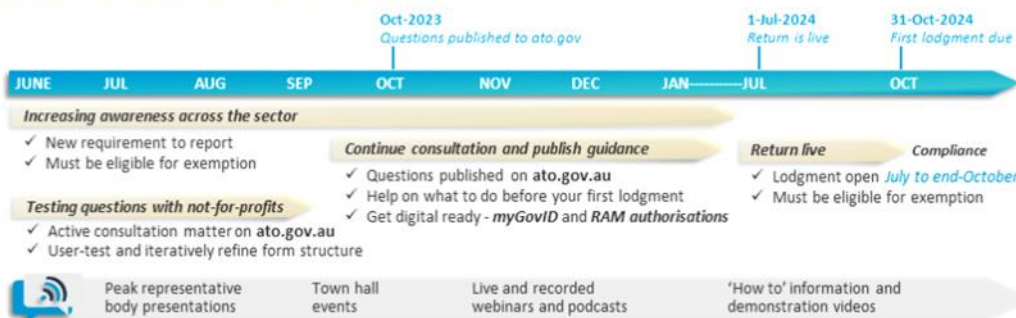 Oct-2023
Questions published to ato.gov
1-Jul-2024
Return is live
31-Oct-2024
First lodgment due
JUNE JUL AUG SEP OCT NOV DEC JAN-----------JUL OCT
Increasing awareness across the sector
✓ New requirement to report
✓ Must be eligible for exemption
Testing questions with not-for-profits
✓ Active consultation matter on ato.gov.au
✓ User-test and iteratively refine form structure
Continue consultation and publish guidance
✓ Questions published on ato.gov.au
✓ Help on what to do before your first lodgment
✓ Get digital ready - myGovID and RAM authorisations
Return live Compliance
✓ Lodgment open July to end-October
✓ Must be eligible for exemption
Peak representative
body presentations
Town hall
events
Live and recorded
webinars and podcasts
'How to' information and
demonstration videos